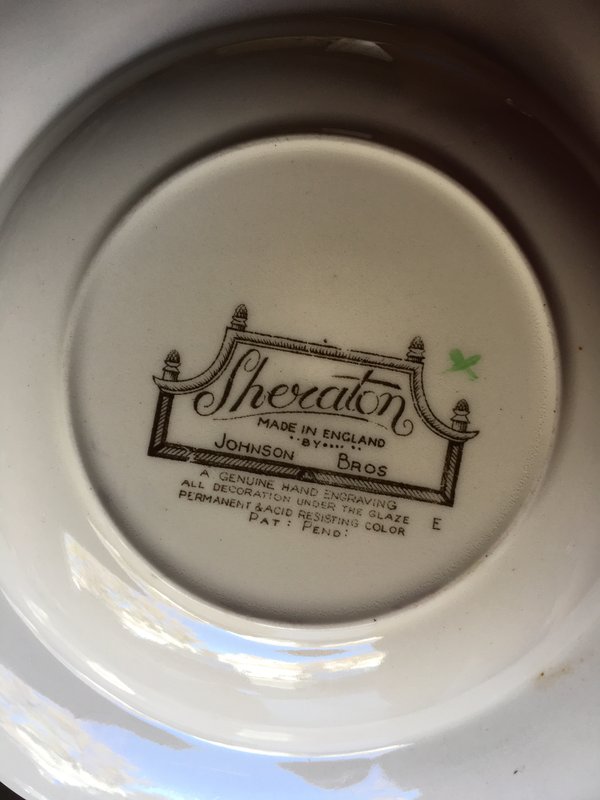 Sheraton
MADE IN ENGLAND
BY
JOHNSON BROS
A GENUINE HAND ENGRAVING
ALL DECORATION UNDER THE GLAZE
PERMANENT & ACID RESISTING COLOR
PAT: PEND:
E